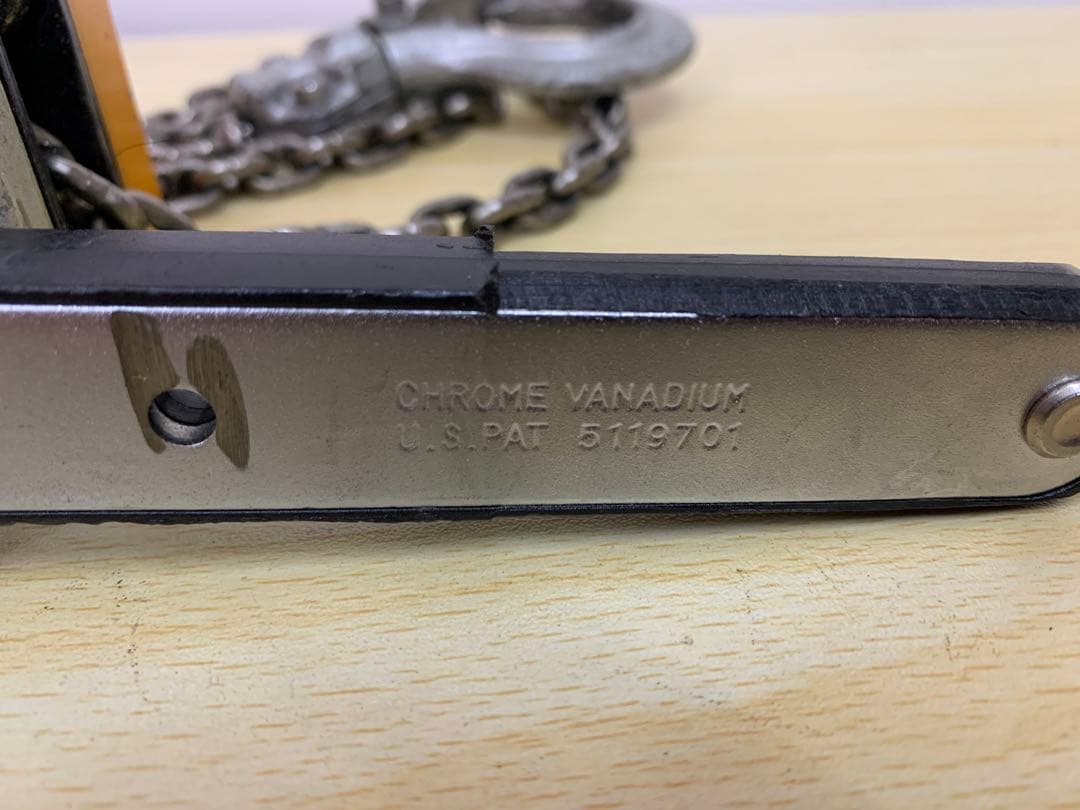 CHROME VANADIUM
U.S.PAT 5119701